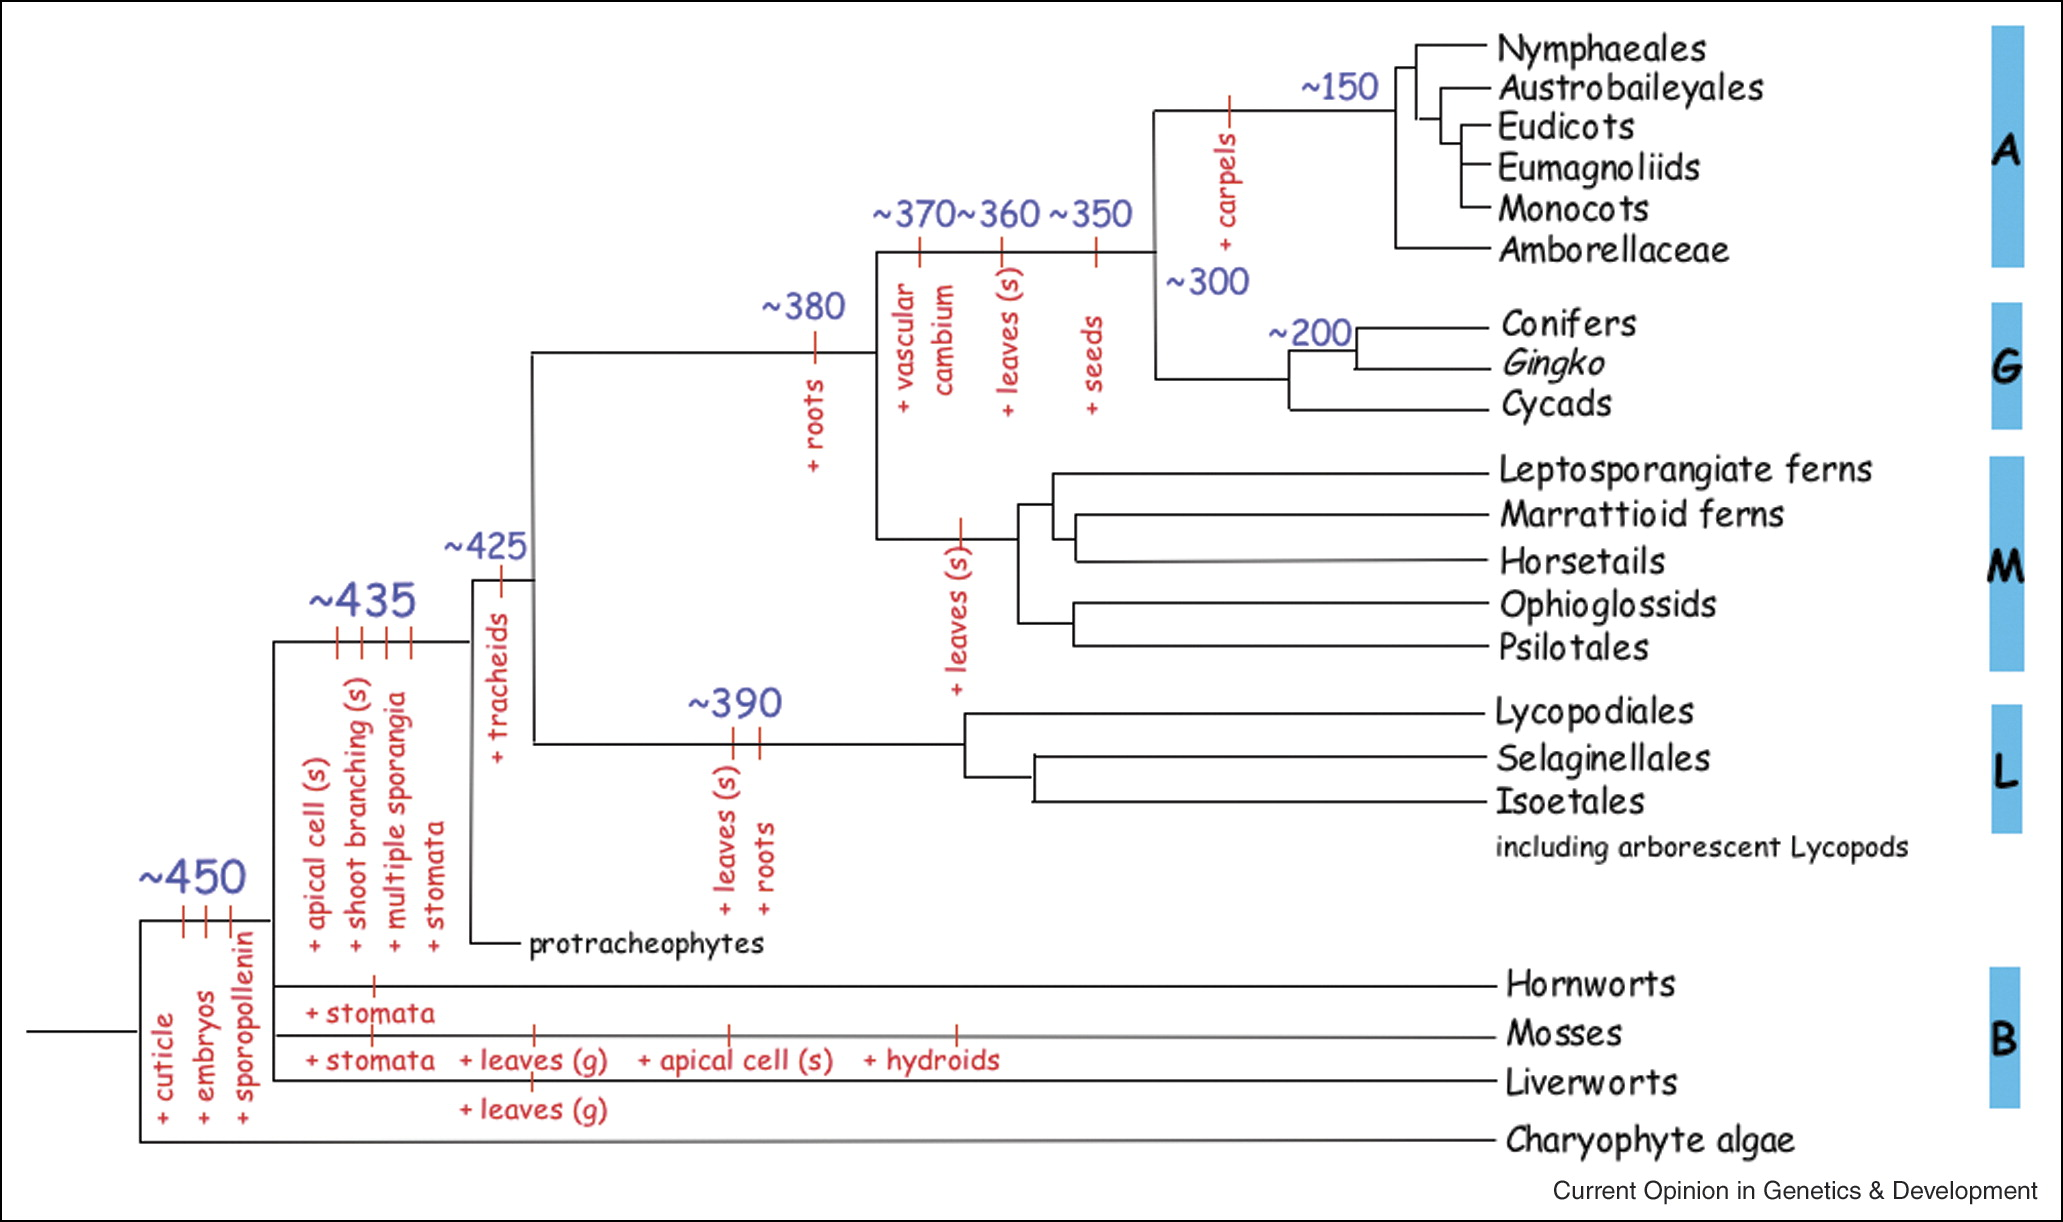 Nymphaeales
Austrobaileyales
Eudicots
Eumagnoliids
Monocots
Amborellaceae
A
~150
+ carpels
~370
~360
~350
+ vascular
cambium
+ leaves (s)
+ seeds
~300
~200
Conifers
Gingko
Cycads
G
~380
+ roots
Leptosporangiate ferns
Marrattioid ferns
Horsetails
Ophioglossids
Psilotales
M
+ leaves (s)
~425
+ tracheids
~435
+ apical cell (s)
+ shoot branching (s)
+ multiple sporangia
+ stomata
~390
+ leaves (s)
+ roots
Lycopodiales
Selaginellales
Isoetales
including arborescent Lycopods
L
protracheophytes
~450
+ cuticle
+ embryos
+ sporopollenin
Hornworts
+ stomata
Mosses
+ stomata + leaves (g) + apical cell (s) + hydroids
Liverworts
+ leaves (g)
B
Charyophyte algae
Current Opinion in Genetics & Development